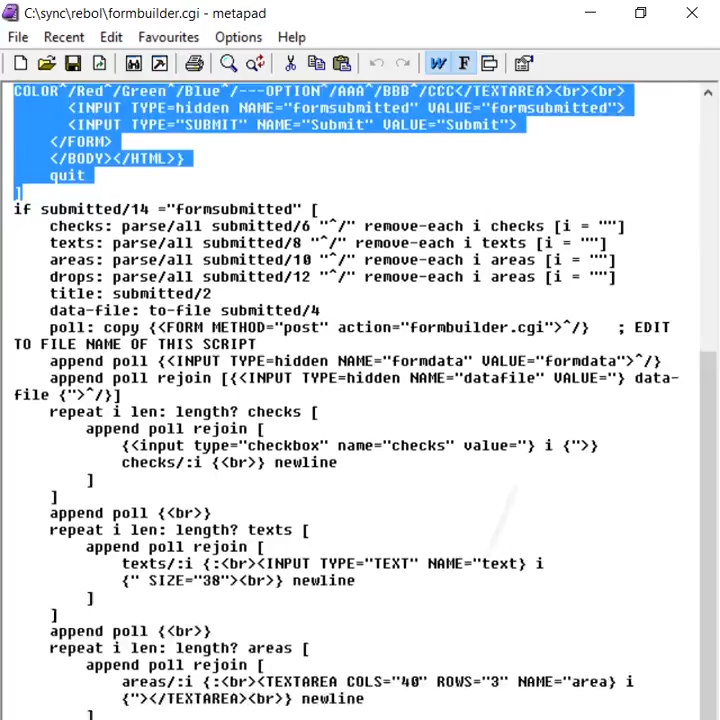 C:\sync\rebol\formbuilder.cgi - metapad
File Recent Edit Favourites Options Help
W F
COLOR^/Red^/Green^/Blue^/---OPTION^/AAA^/BBB^/CCC</TEXTAREA><br><br>
<INPUT TYPE=hidden NAME="formsubmitted" VALUE="formsubmitted">
<INPUT TYPE="SUBMIT" NAME="Submit" VALUE="Submit">
</FORM>
</BODY></HTML>}
quit
]
if submitted/14 ="formsubmitted" [
checks: parse/all submitted/6 "^/" remove-each i checks [i = ""]
texts: parse/all submitted/8 "^/" remove-each i texts [i = ""]
areas: parse/all submitted/10 "^/" remove-each i areas [i = ""]
drops: parse/all submitted/12 "^/" remove-each i areas [i = ""]
title: submitted/2
data-file: to-file submitted/4
poll: copy {<FORM METHOD="post" action="formbuilder.cgi">^/}   ; EDIT
TO FILE NAME OF THIS SCRIPT
append poll {<INPUT TYPE=hidden NAME="formdata" VALUE="formdata">^/}
append poll rejoin [{<INPUT TYPE=hidden NAME="datafile" VALUE="} data-
file {">^/}]
repeat i len: length? checks [
append poll rejoin [
{<input type="checkbox" name="checks" value="} i {">}
checks/:i {<br>} newline
]
]
append poll {<br>}
repeat i len: length? texts [
append poll rejoin [
texts/:i {:<br><INPUT TYPE="TEXT" NAME="text} i
{" SIZE="38"><br>} newline
]
]
append poll {<br>}
repeat i len: length? areas [
append poll rejoin [
areas/:i {:<br><TEXTAREA COLS="40" ROWS="3" NAME="area} i
{"></TEXTAREA><br>} newline
]